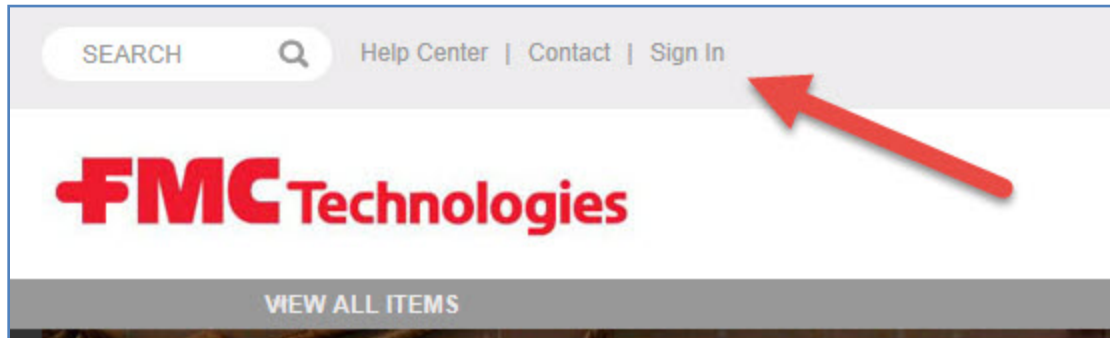 SEARCH Help Center | Contact | Sign In
FMC Technologies
VIEW ALL ITEMS